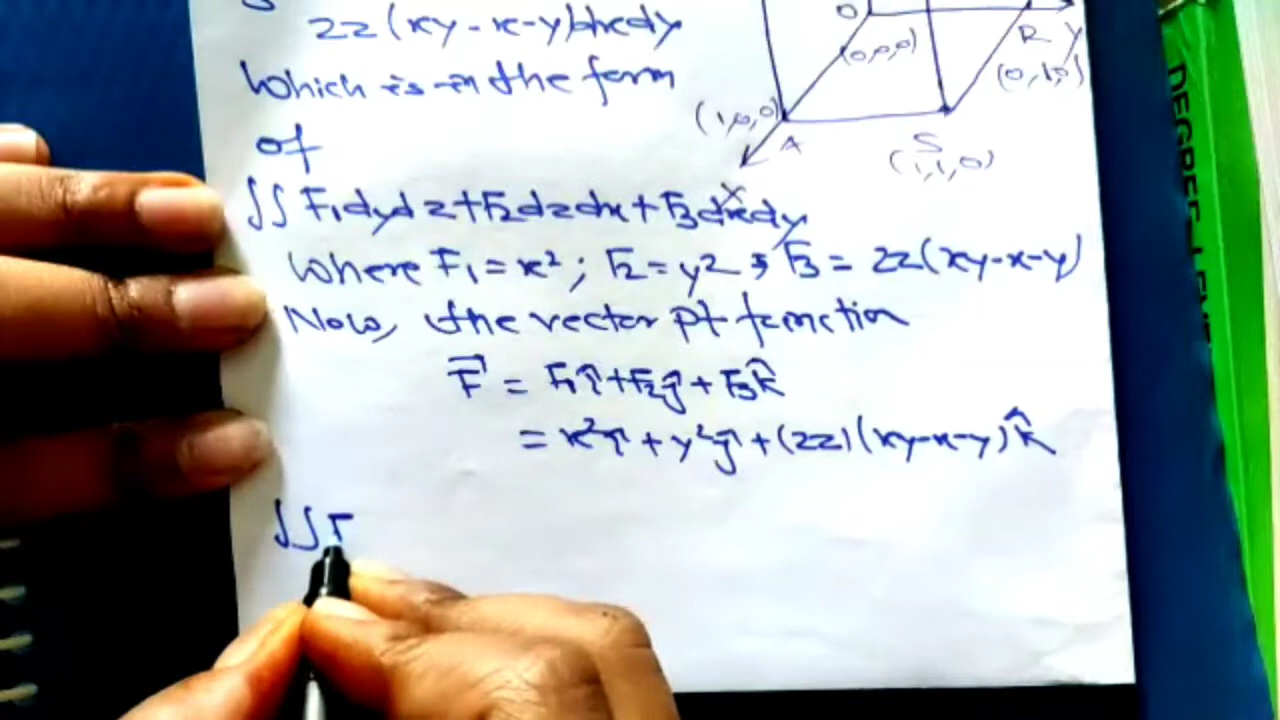 2z(xy-x-y)dxdy
Which is in the form
of
∫∫ F₁dydz+F₂dzdx+F₃dxdy
Where F₁=x²; F₂=y² & F₃ = 2z(xy-x-y)
Now, the vector pt function
F⃗ = F₁î+F₂ĵ+F₃k̂
= x²î+y²ĵ+(2z)(xy-x-y)k̂
∫∫F
O
(0,0,0)
R
Y
(0,1,0)
(1,0,0)
A
S
(1,1,0)
X
DEGREE